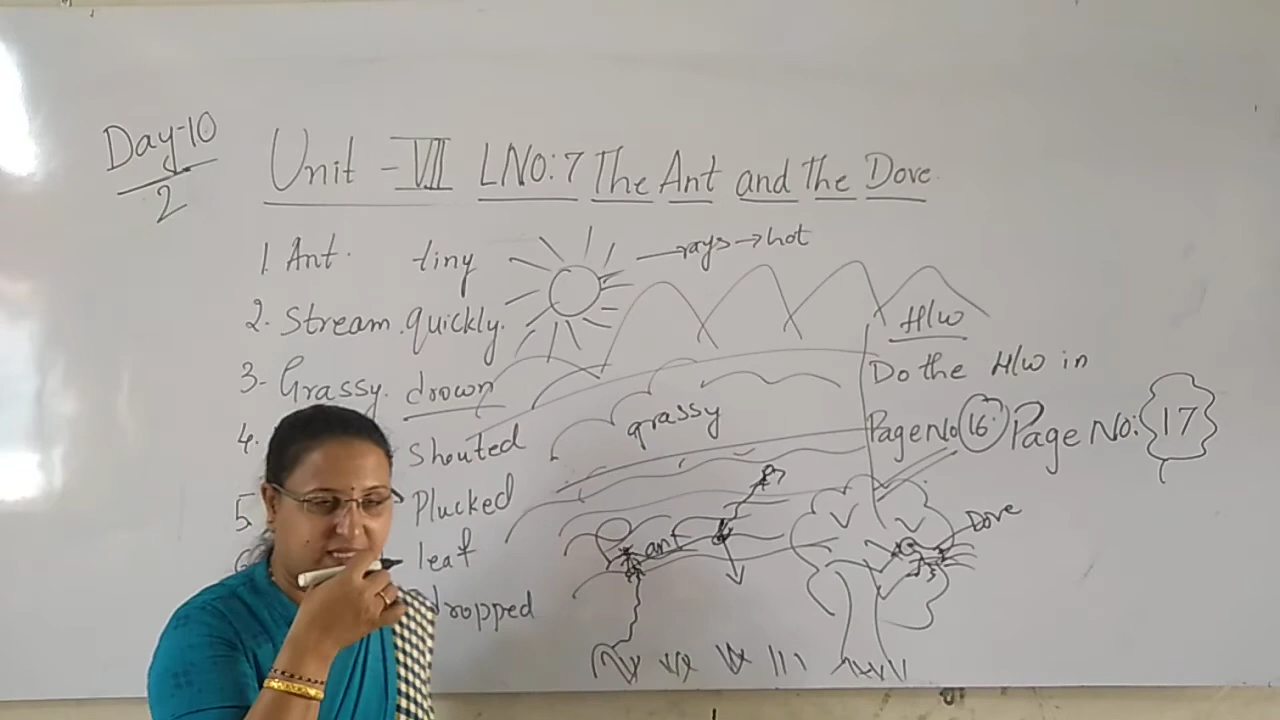 Day-10
2
Unit - VII L NO: 7 The Ant and the Dove
1. Ant. tiny
rays → hot
2. Stream. quickly.
3- Grassy. drown
4. shouted
5. Plucked
leaf
dropped
grassy
ant
Dove
H/W
Do the H/W in
Page No 16. Page No: 17